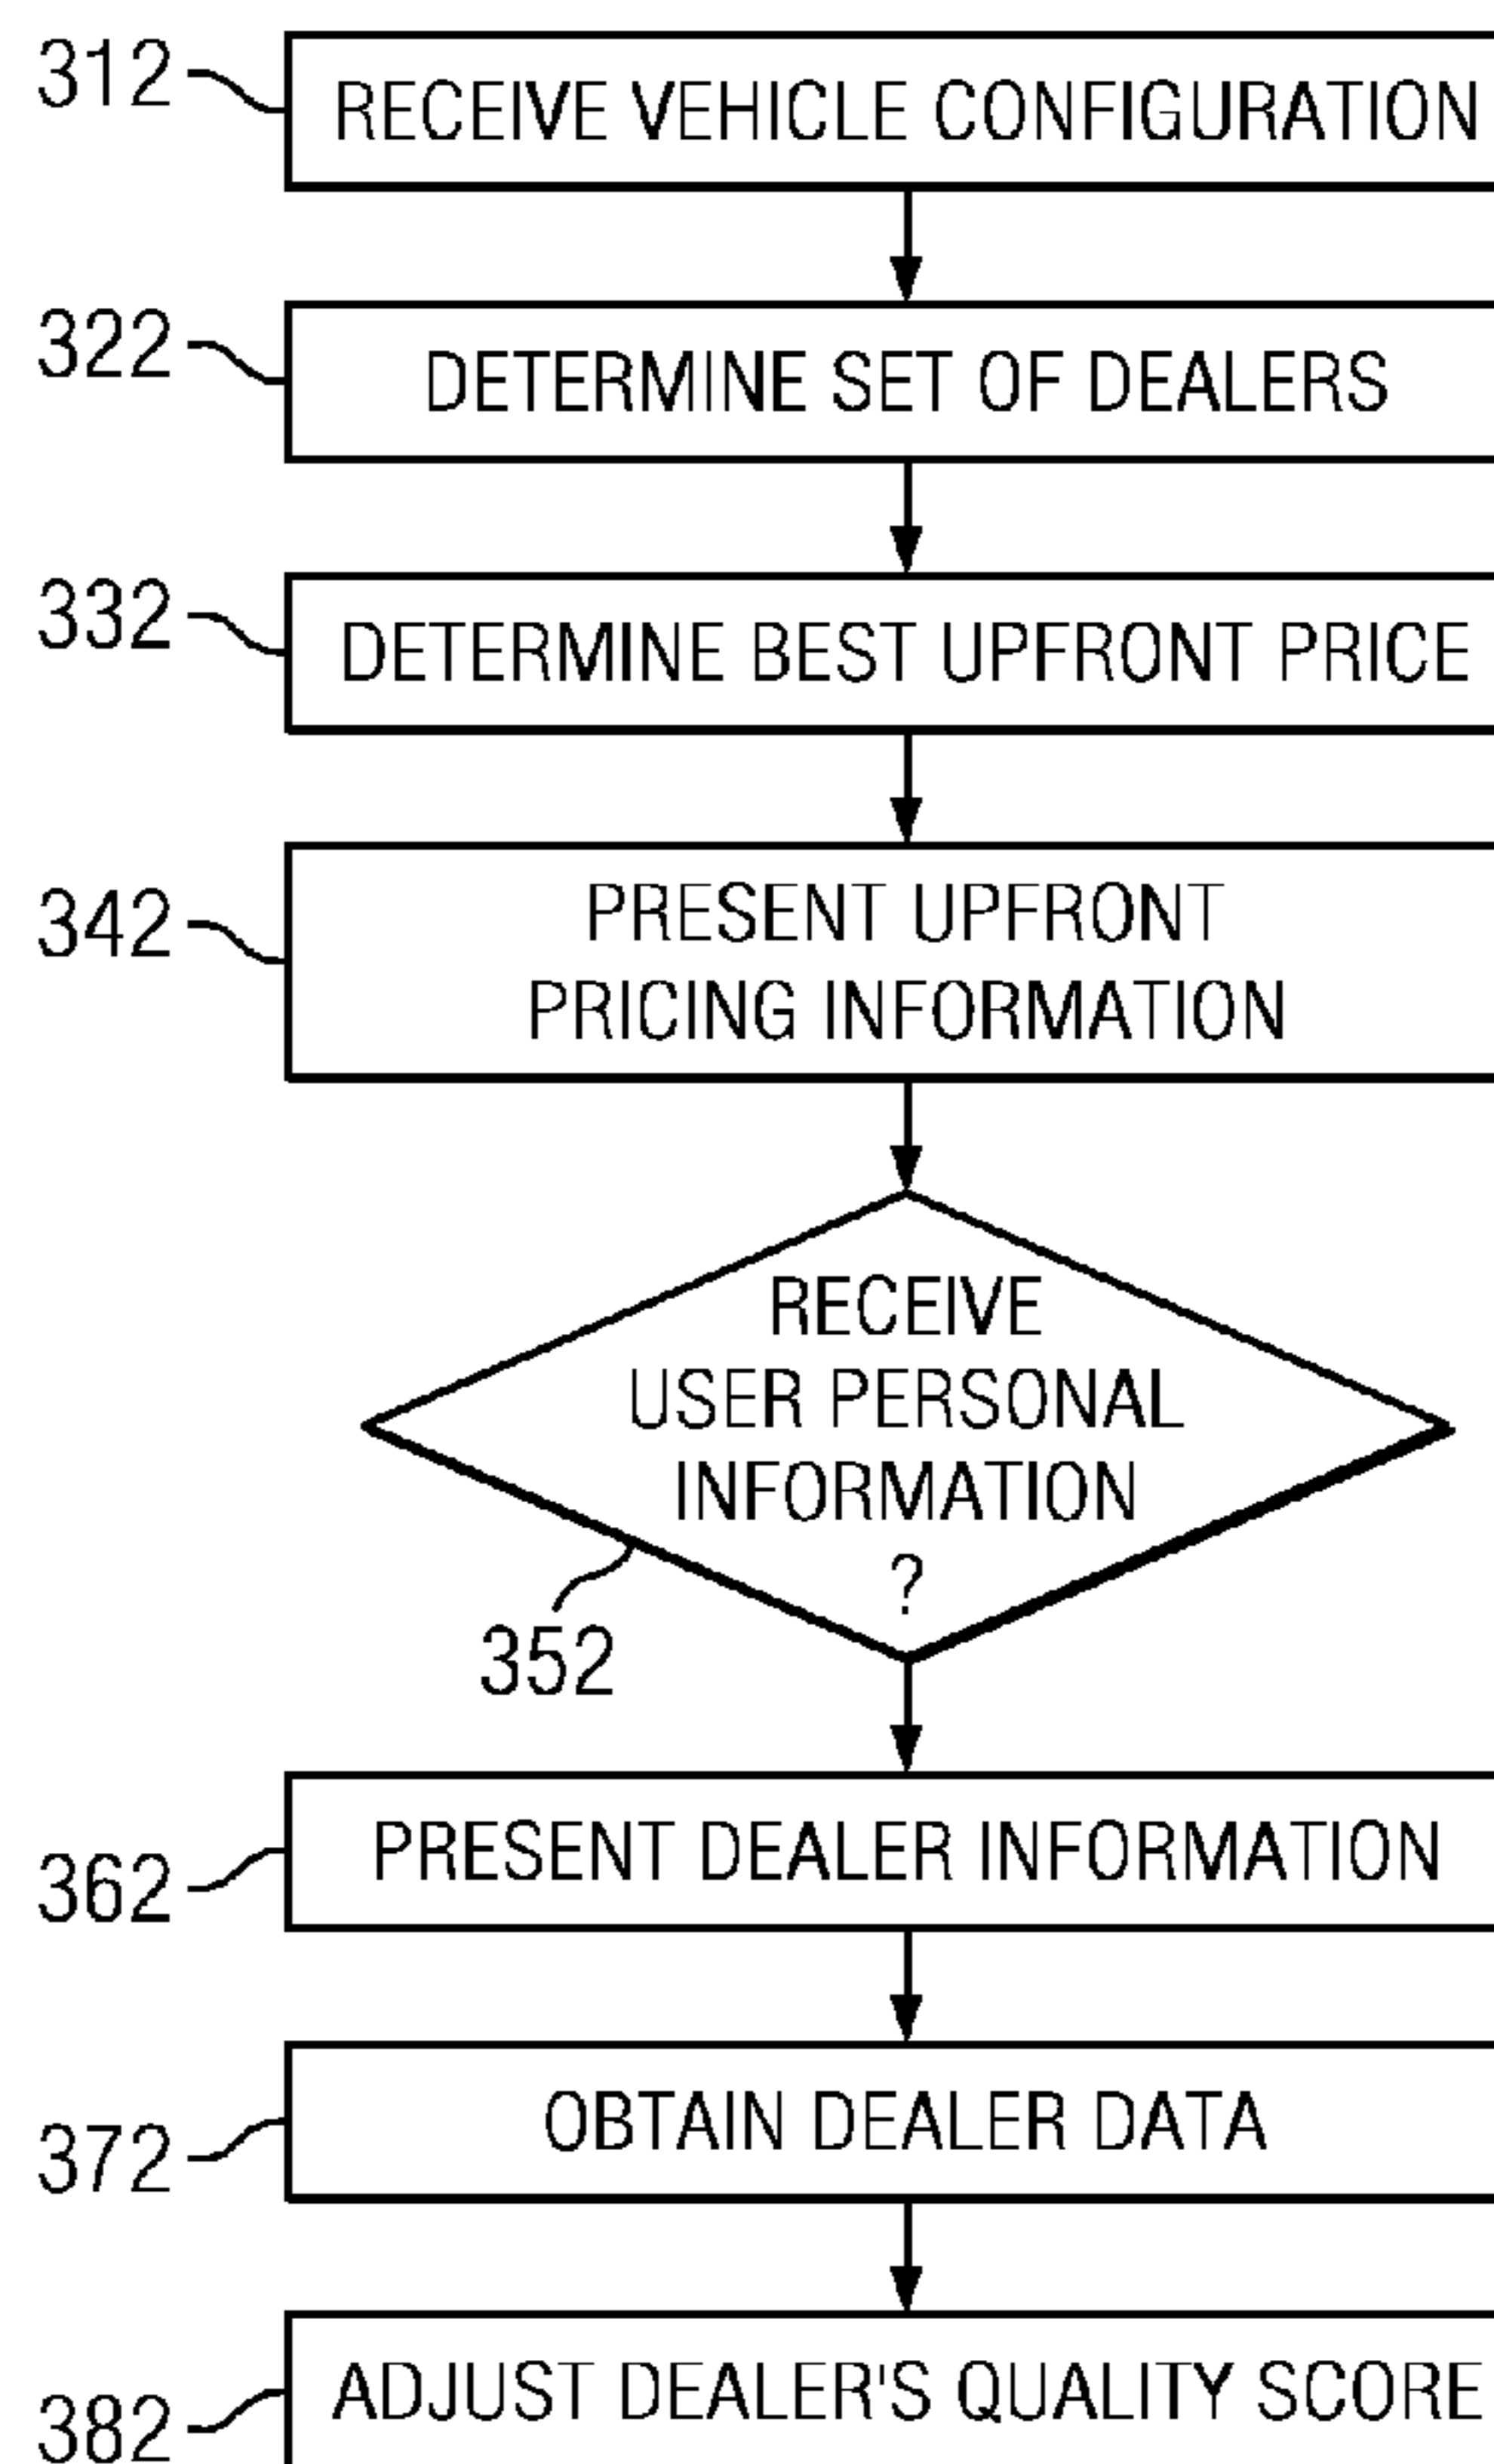 312
RECEIVE VEHICLE CONFIGURATION
322
DETERMINE SET OF DEALERS
332
DETERMINE BEST UPFRONT PRICE
342
PRESENT UPFRONT
PRICING INFORMATION
RECEIVE
USER PERSONAL
INFORMATION
?
352
362
PRESENT DEALER INFORMATION
372
OBTAIN DEALER DATA
382
ADJUST DEALER'S QUALITY SCORE